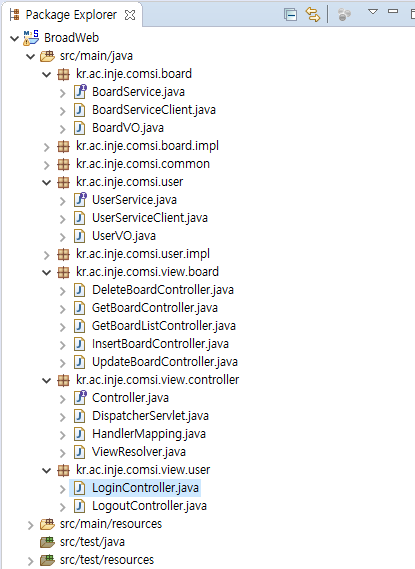 Package Explorer
BroadWeb
src/main/java
kr.ac.inje.comsi.board
BoardService.java
BoardServiceClient.java
BoardVO.java
kr.ac.inje.comsi.board.impl
kr.ac.inje.comsi.common
kr.ac.inje.comsi.user
UserService.java
UserServiceClient.java
UserVO.java
kr.ac.inje.comsi.user.impl
kr.ac.inje.comsi.view.board
DeleteBoardController.java
GetBoardController.java
GetBoardListController.java
InsertBoardController.java
UpdateBoardController.java
kr.ac.inje.comsi.view.controller
Controller.java
DispatcherServlet.java
HandlerMapping.java
ViewResolver.java
kr.ac.inje.comsi.view.user
LoginController.java
LogoutController.java
src/main/resources
src/test/java
src/test/resources